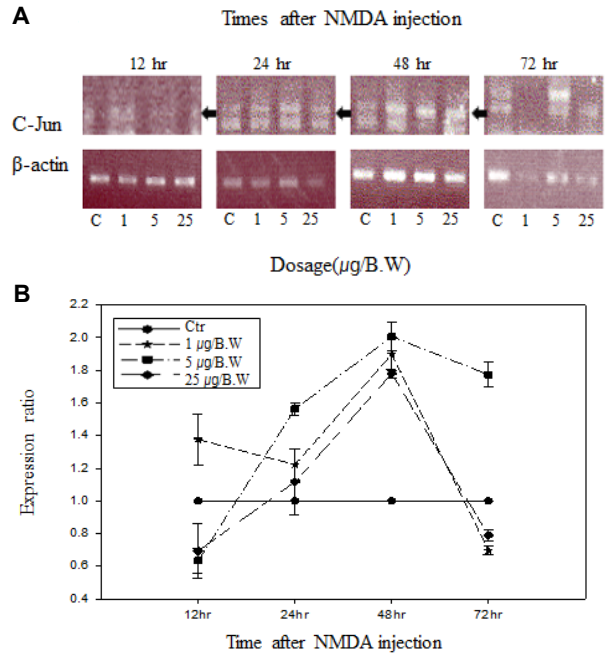 A
Times after NMDA injection
12 hr 24 hr 48 hr 72 hr
C-Jun
β-actin
C 1 5 25 C 1 5 25 C 1 5 25 C 1 5 25
Dosage(μg/B.W)
B
2.2
2.0
1.8
1.6
1.4
1.2
1.0
0.8
0.6
0.4
Expression ratio
Ctr
1 μg/B.W
5 μg/B.W
25 μg/B.W
12hr 24hr 48hr 72hr
Time after NMDA injection